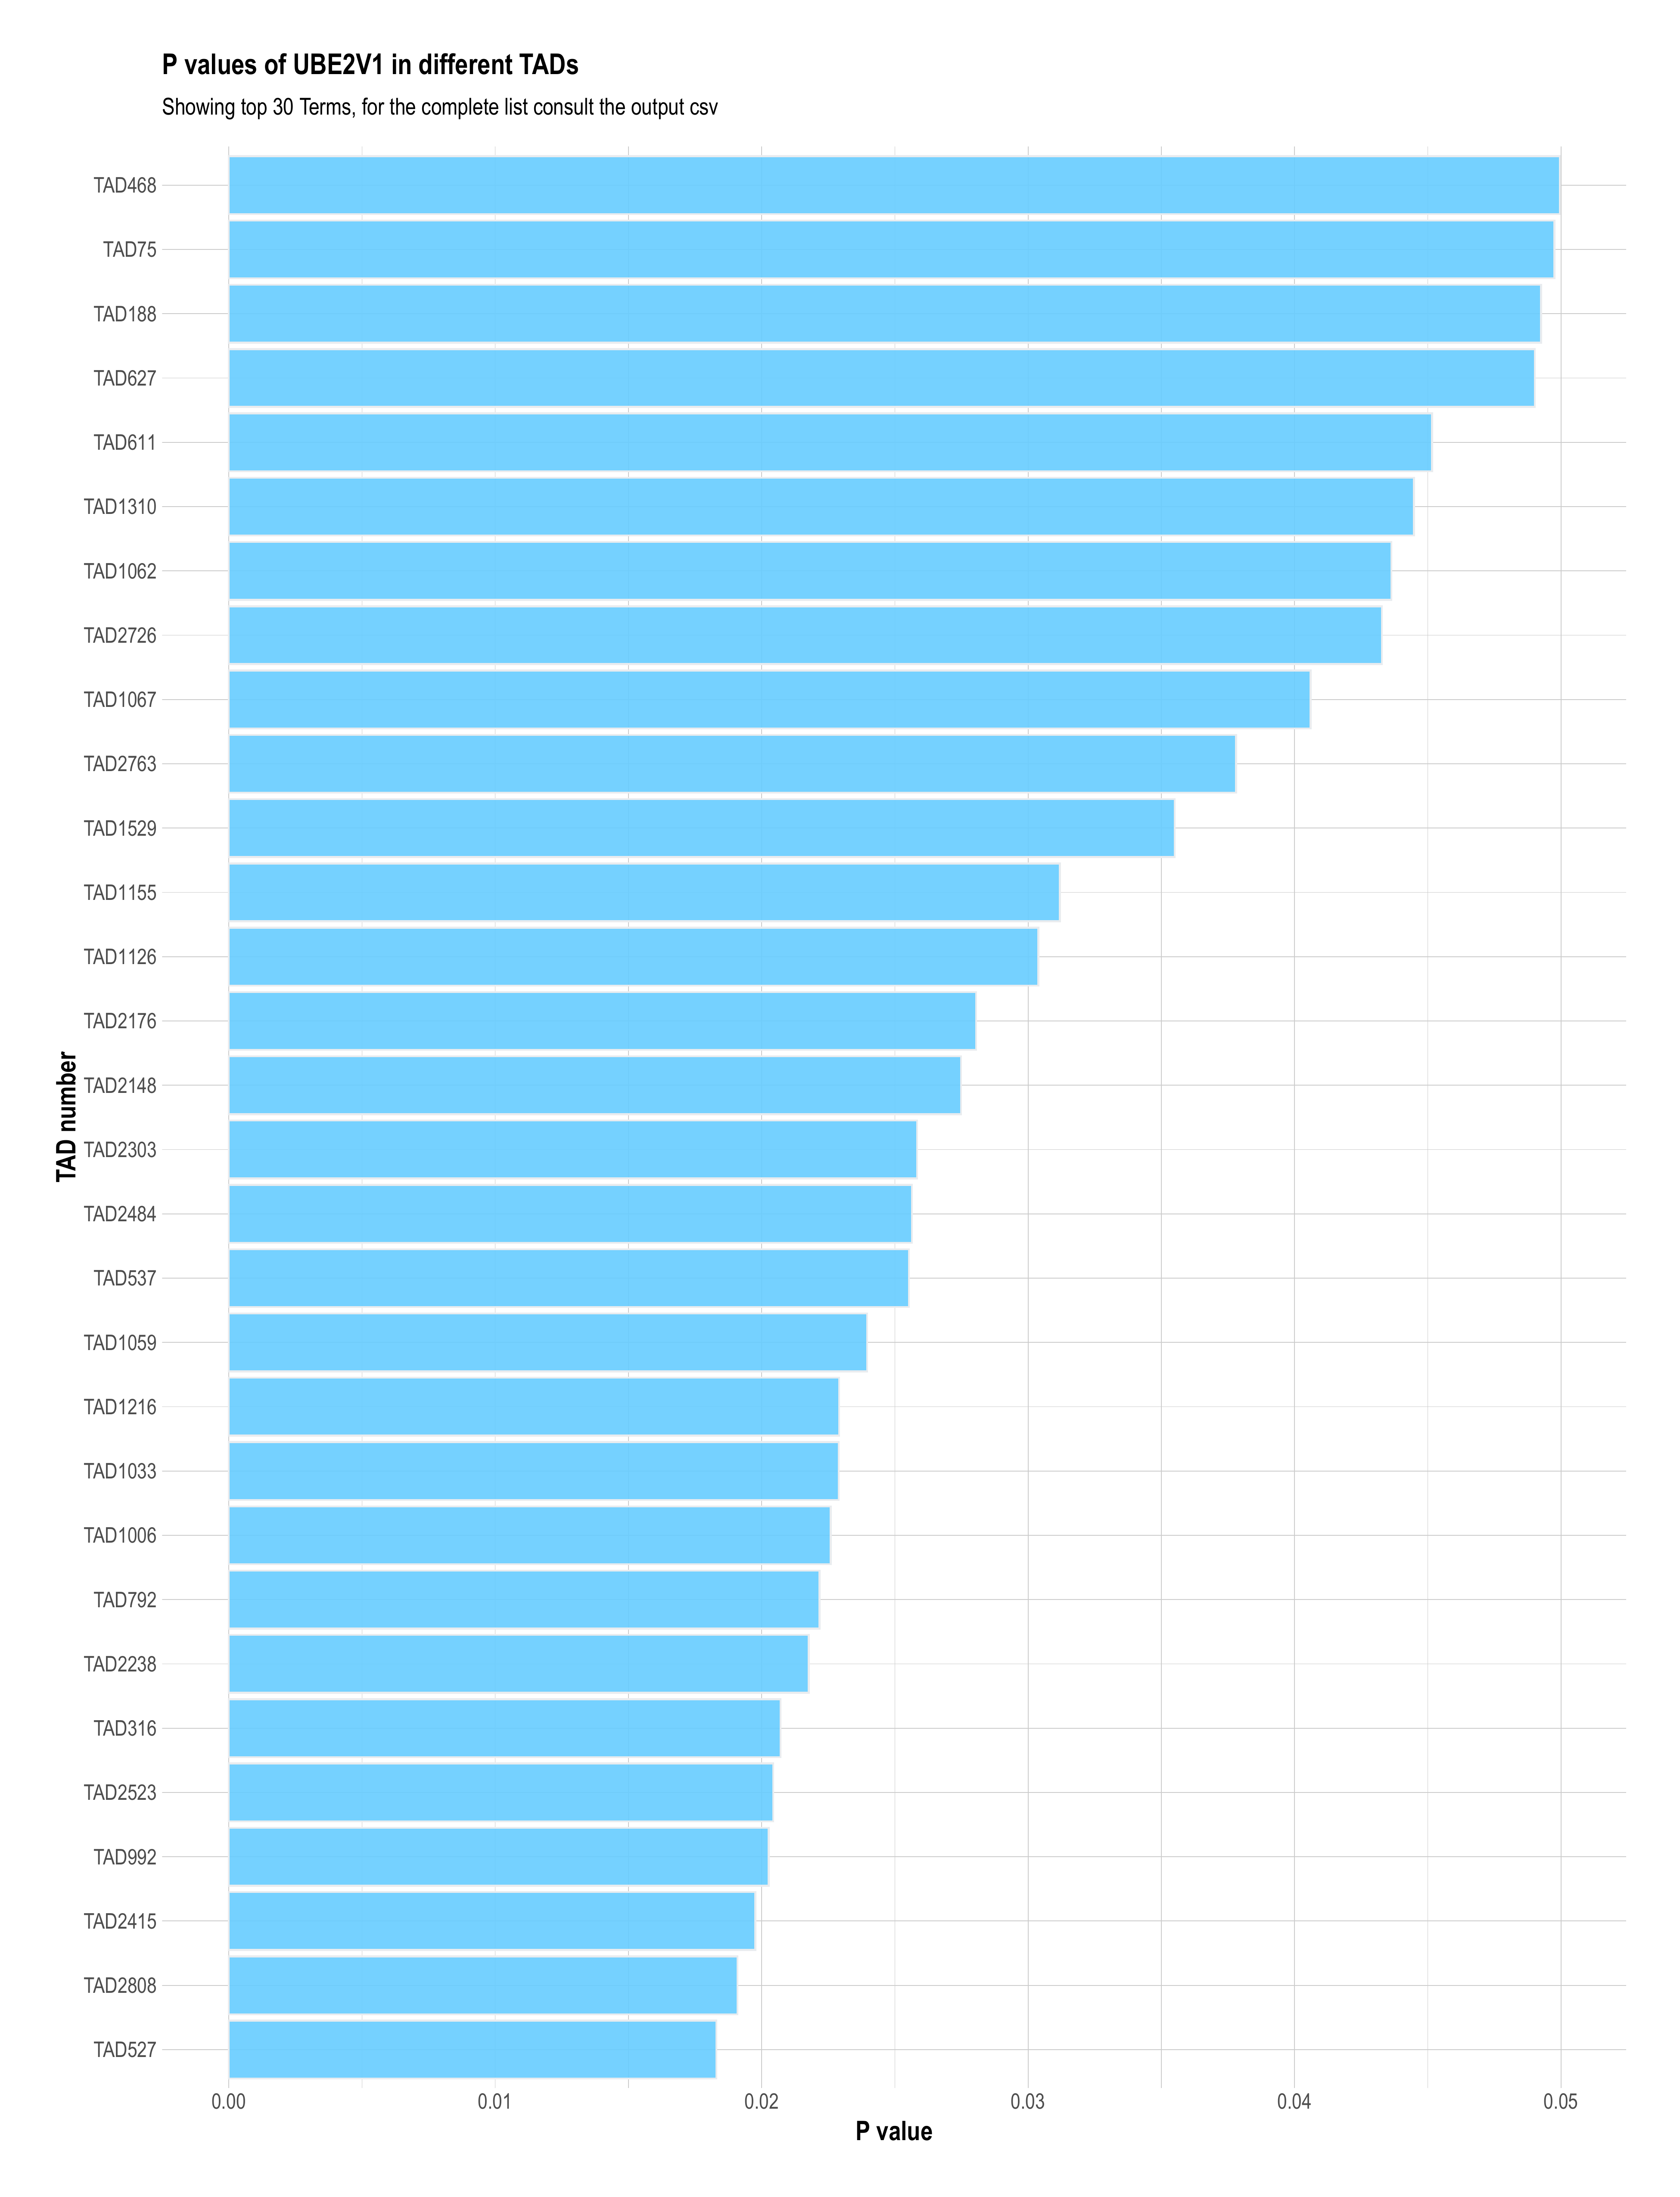 P values of UBE2V1 in different TADs
Showing top 30 Terms, for the complete list consult the output csv
TAD468
TAD75
TAD188
TAD627
TAD611
TAD1310
TAD1062
TAD2726
TAD1067
TAD2763
TAD1529
TAD1155
TAD1126
TAD2176
TAD2148
TAD2303
TAD2484
TAD537
TAD1059
TAD1216
TAD1033
TAD1006
TAD792
TAD2238
TAD316
TAD2523
TAD992
TAD2415
TAD2808
TAD527
TAD number
0.00 0.01 0.02 0.03 0.04 0.05
P value